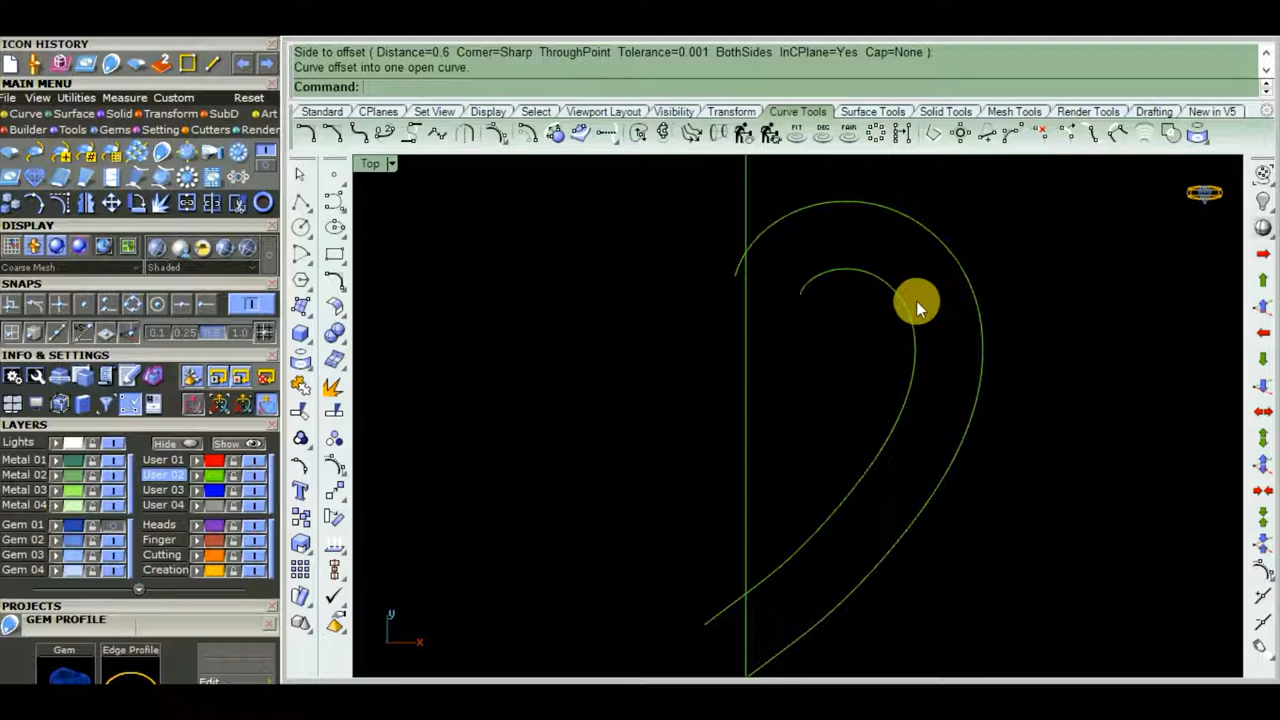 ICON HISTORY
MAIN MENU
File View Utilities Measure Custom Reset
Curve Surface Solid Transform SubD Art
Builder Tools Gems Setting Cutters Render
DISPLAY
Coarse Mesh
Shaded
SNAPS
0.1 0.25 1.0
INFO & SETTINGS
LAYERS
Lights Hide Show
Metal 01 User 01
Metal 02 User 02
Metal 03 User 03
Metal 04 User 04
Gem 01 Heads
Gem 02 Finger
Gem 03 Cutting
Gem 04 Creation
PROJECTS
GEM PROFILE
Gem
Edge Profile
Edit..
Side to offset ( Distance=0.6 Corner=Sharp ThroughPoint Tolerance=0.001 BothSides InCPlane=Yes Cap=None ):
Curve offset into one open curve.
Command:
Standard CPlanes Set View Display Select Viewport Layout Visibility Transform Curve Tools Surface Tools Solid Tools Mesh Tools Render Tools Drafting New in V5
FIT DEG FAIR
Top
y
x